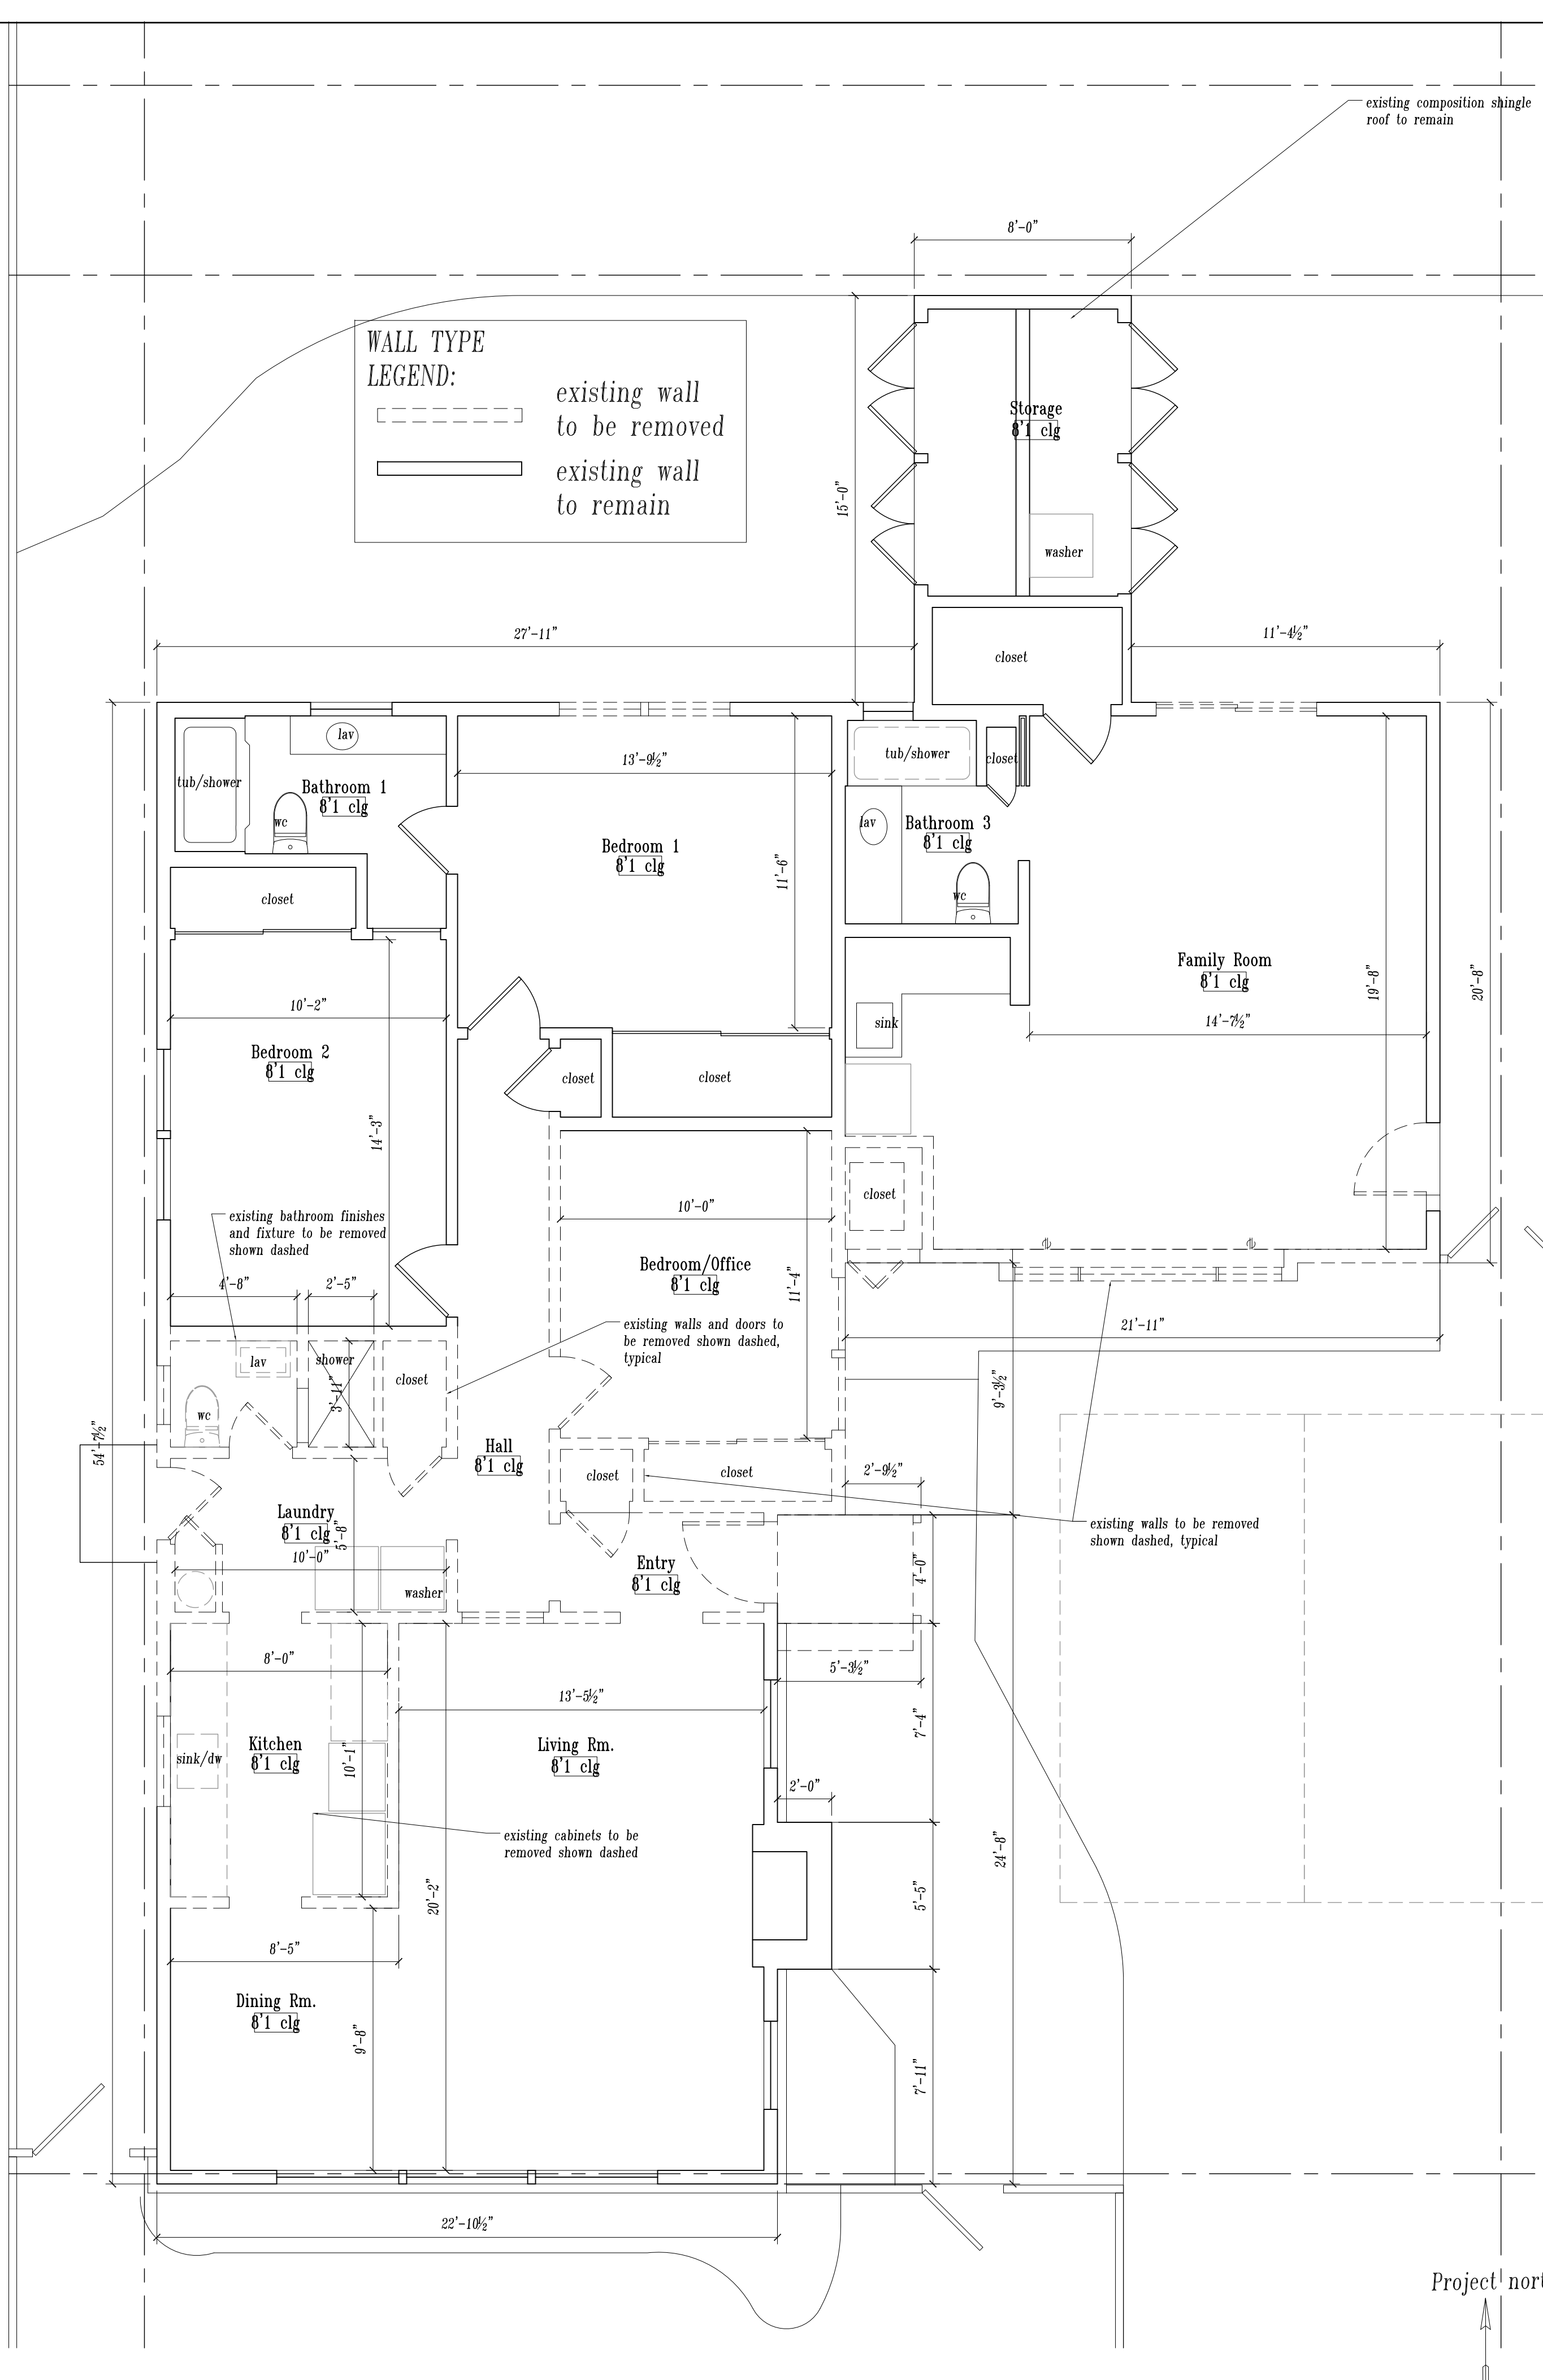 existing composition shingle
roof to remain
8'-0"
WALL TYPE
LEGEND:
existing wall
to be removed
existing wall
to remain
Storage
8'1 clg
15'-0"
washer
27'-11"
11'-4½"
closet
lav
tub/shower
Bathroom 1
8'1 clg
wc
13'-9½"
tub/shower
closet
lav
Bathroom 3
8'1 clg
wc
Bedroom 1
8'1 clg
11'-6"
closet
Family Room
8'1 clg
19'-8"
20'-8"
10'-2"
14'-7½"
sink
Bedroom 2
8'1 clg
closet
closet
14'-3"
closet
10'-0"
existing bathroom finishes
and fixture to be removed
shown dashed
Bedroom/Office
8'1 clg
11'-4"
4'-8"
2'-5"
existing walls and doors to
be removed shown dashed,
typical
21'-11"
lav
shower
closet
3'-11"
9'-3½"
wc
54'-7½"
Hall
8'1 clg
closet
closet
2'-9½"
Laundry
8'1 clg
5'-8"
10'-0"
washer
existing walls to be removed
shown dashed, typical
Entry
8'1 clg
4'-0"
8'-0"
5'-3½"
13'-5½"
7'-4"
Kitchen
8'1 clg
sink/dw
10'-1"
Living Rm.
8'1 clg
2'-0"
existing cabinets to be
removed shown dashed
24'-8"
20'-2"
5'-5"
8'-5"
Dining Rm.
8'1 clg
9'-8"
7'-11"
22'-10½"
Project nort